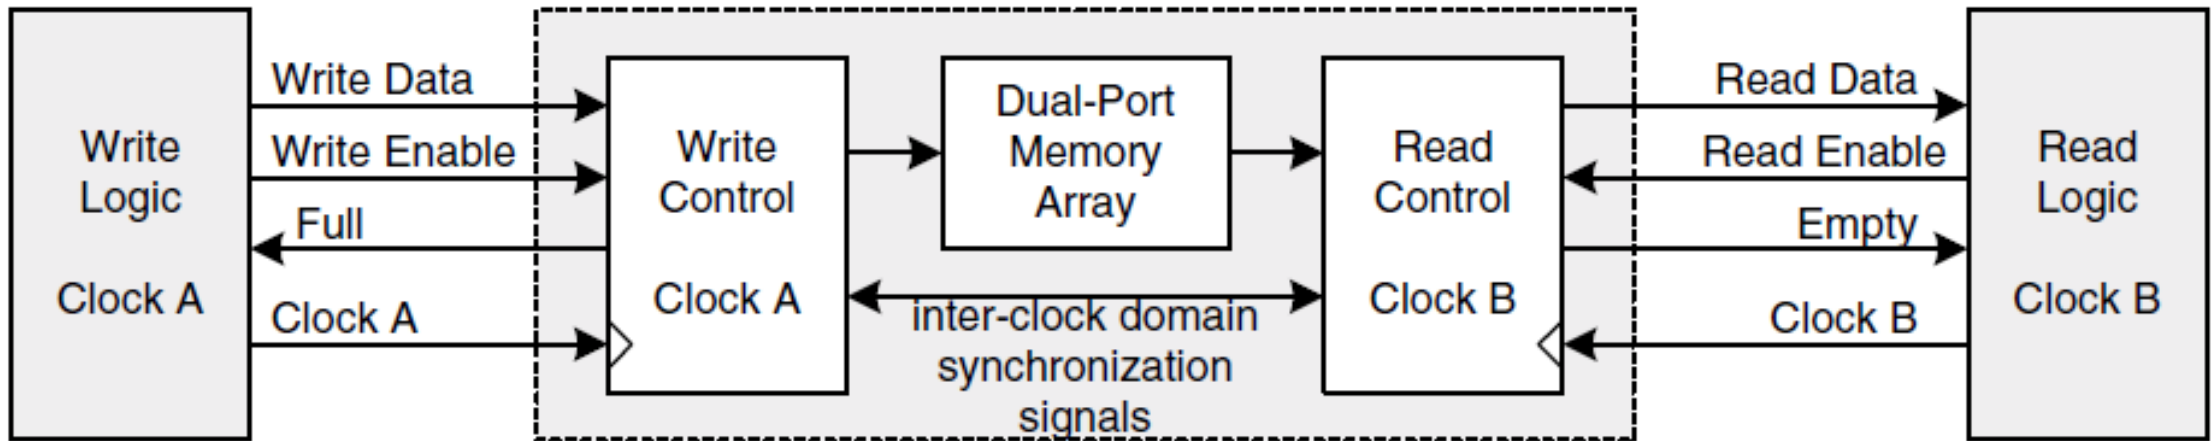 Write
Logic
Clock A
Write Data
Write Enable
Full
Clock A
Write
Control
Clock A
Dual-Port
Memory
Array
inter-clock domain
synchronization
signals
Read
Control
Clock B
Read Data
Read Enable
Empty
Clock B
Read
Logic
Clock B